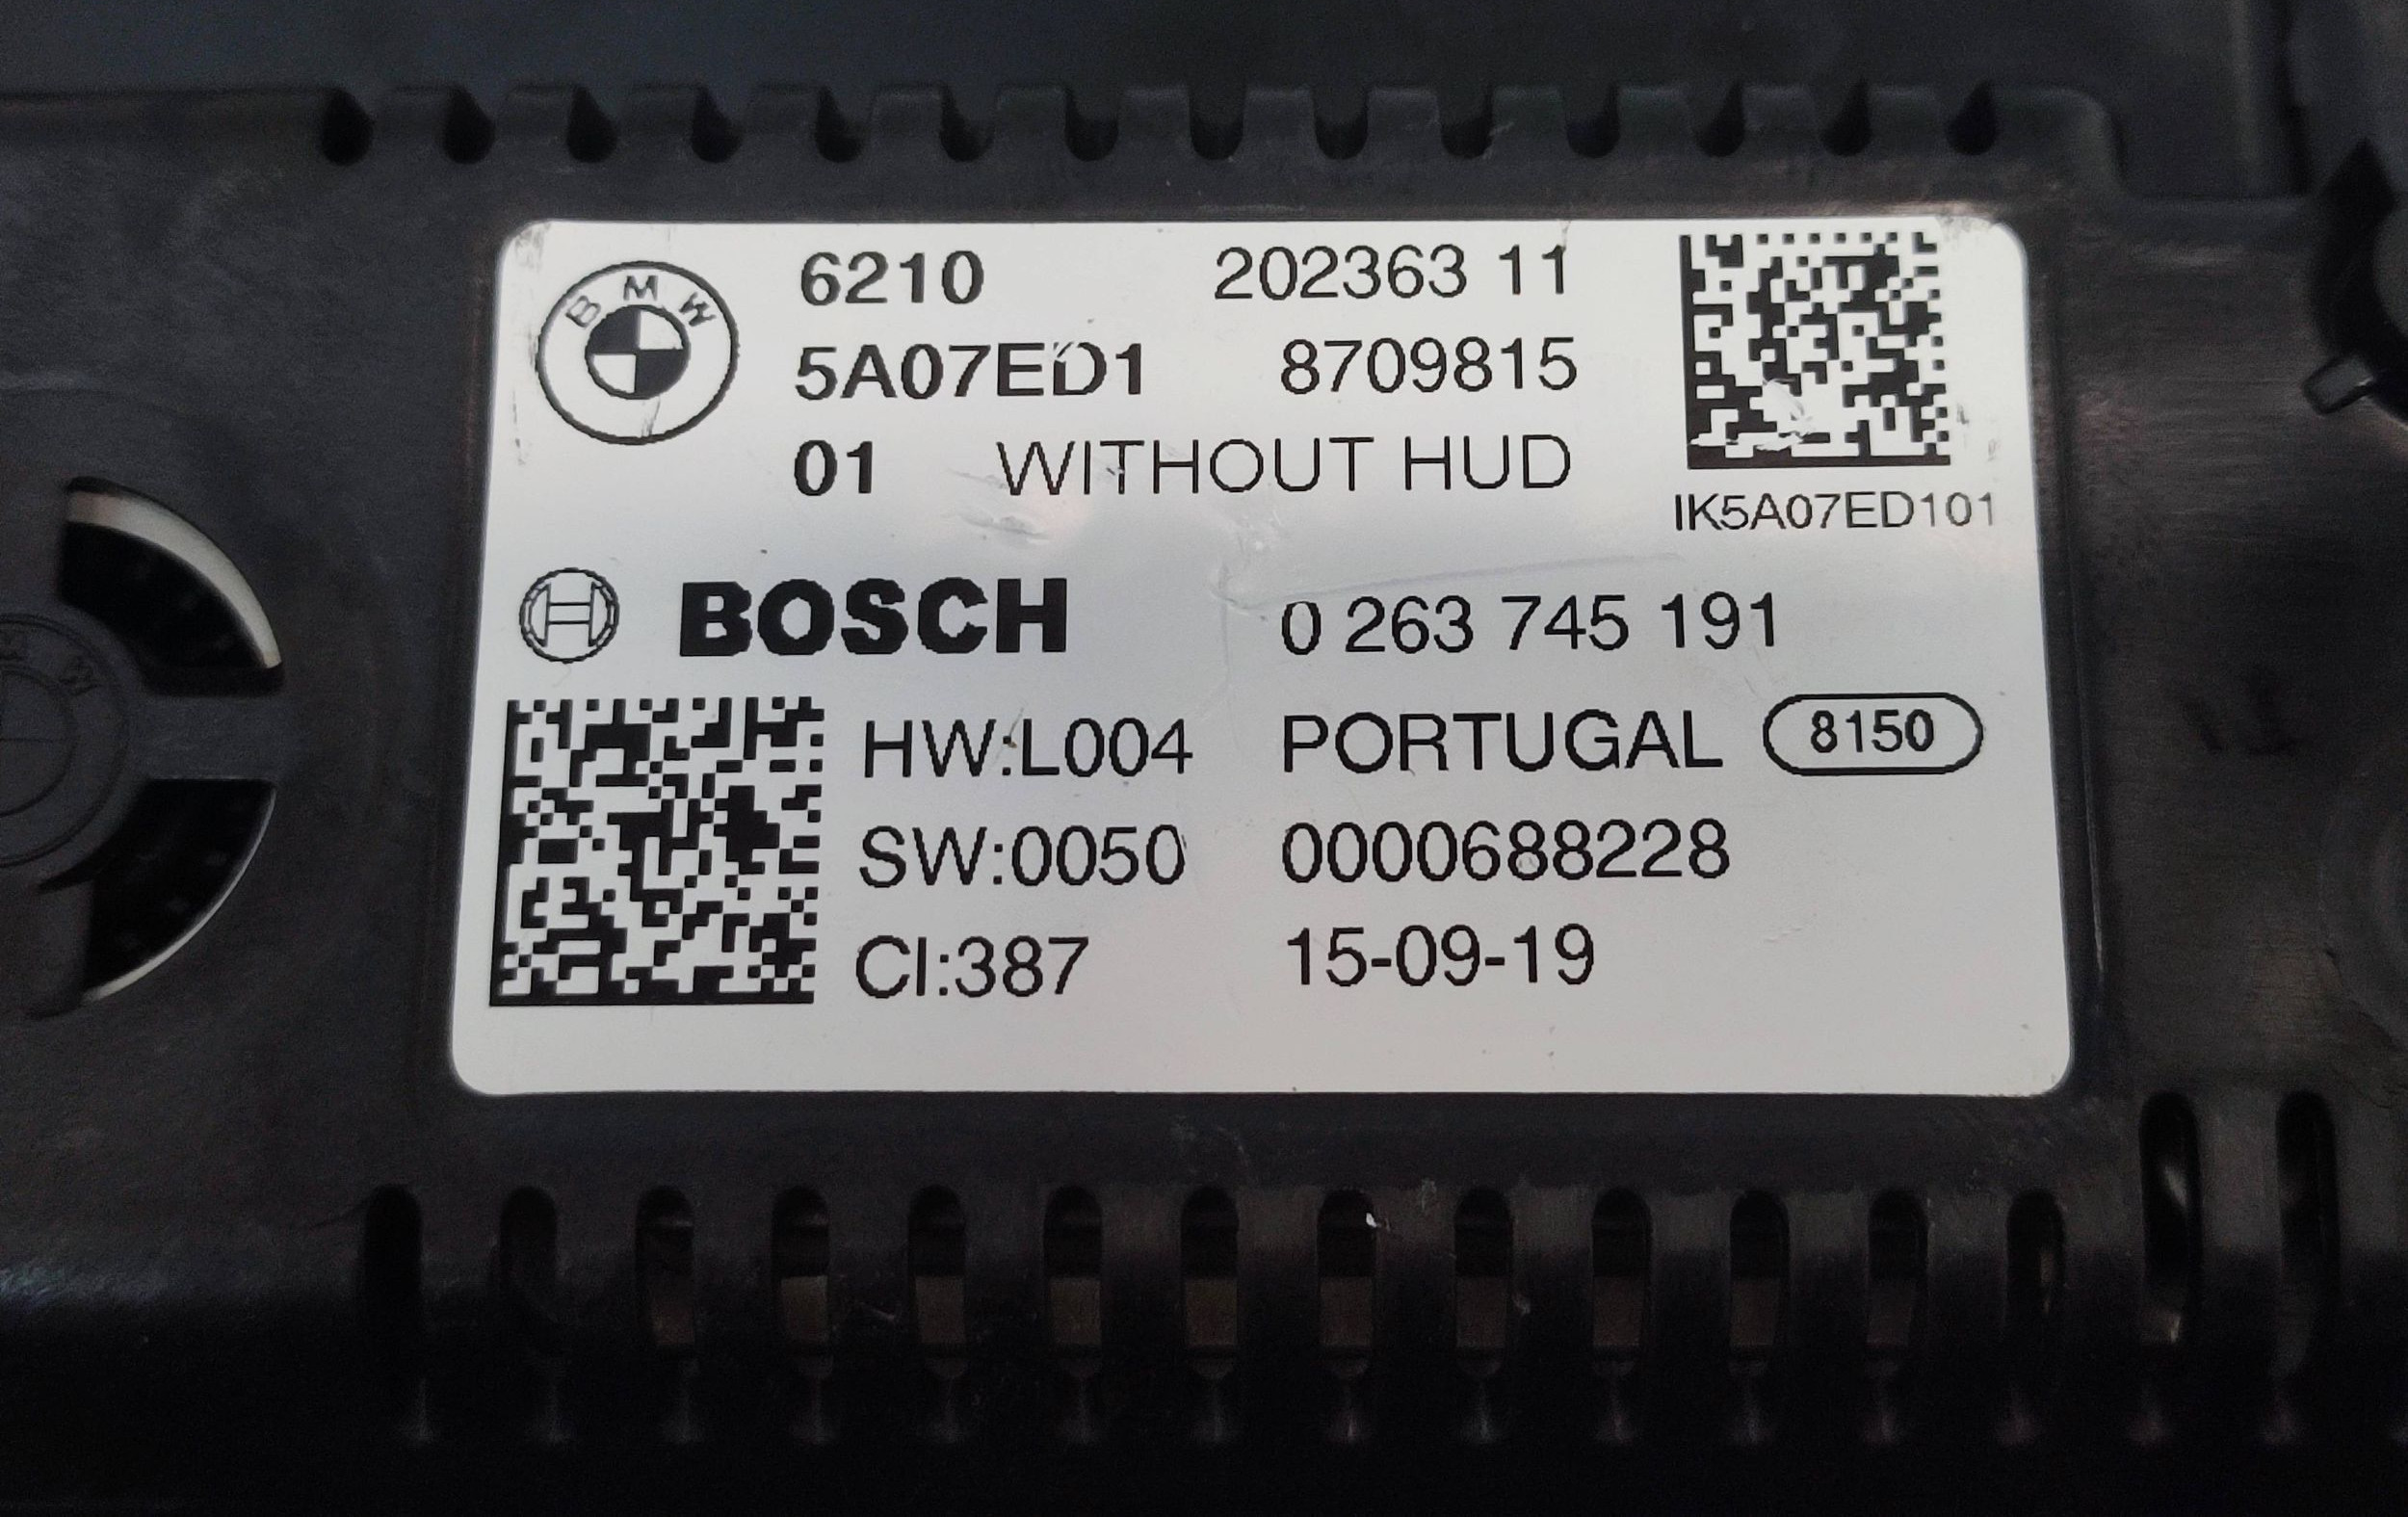 BMW
6210 202363 11
5A07ED1 8709815
01 WITHOUT HUD
IK5A07ED101
BOSCH 0 263 745 191
HW:L004 PORTUGAL 8150
SW:0050 0000688228
CI:387 15-09-19